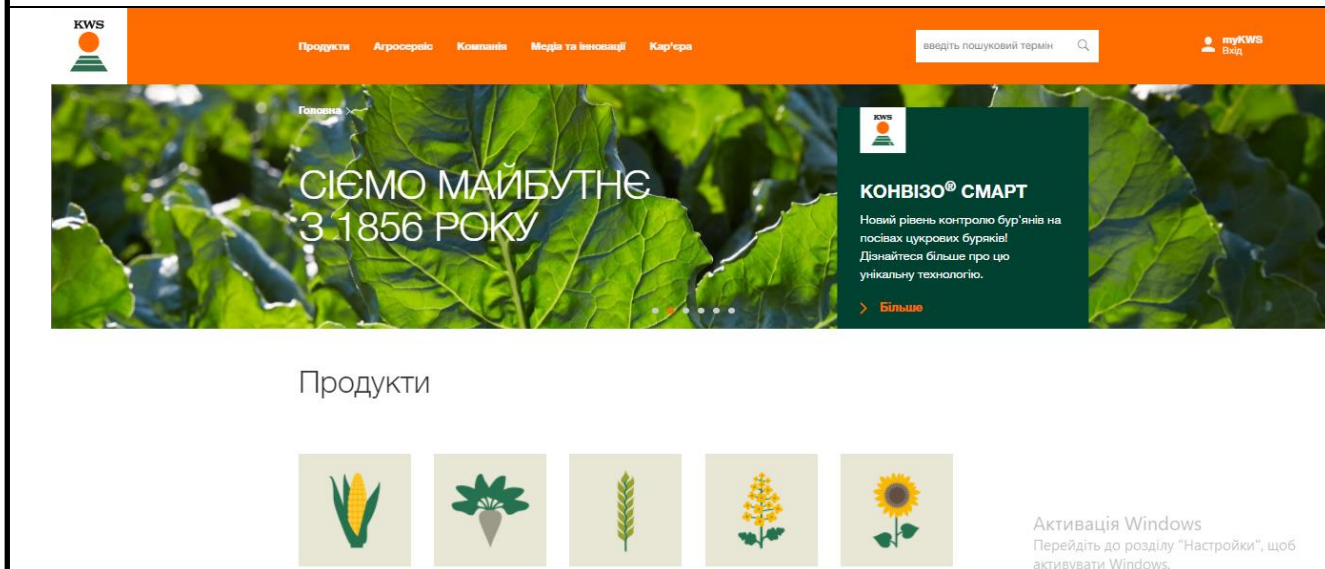 KWS
Продукти Агросервіс Компанія Медіа та інновації Кар'єра
введіть пошуковий термін
myKWS
Вхід
Головна
СІЄМО МАЙБУТНЄ
З 1856 РОКУ
KWS
КОНВІЗО® СМАРТ
Новий рівень контролю бур'янів на
посівах цукрових буряків!
Дізнайтеся більше про цю
унікальну технологію.
Більше
Продукти
Активація Windows
Перейдіть до розділу "Настройки", щоб
активувати Windows.